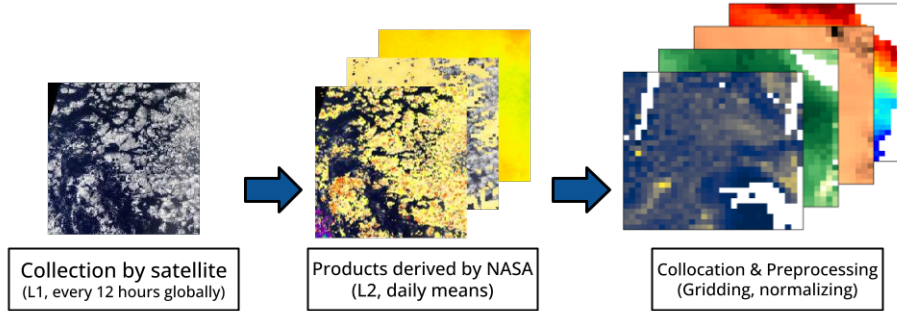 Collection by satellite
(L1, every 12 hours globally)
Products derived by NASA
(L2, daily means)
Collocation & Preprocessing
(Gridding, normalizing)